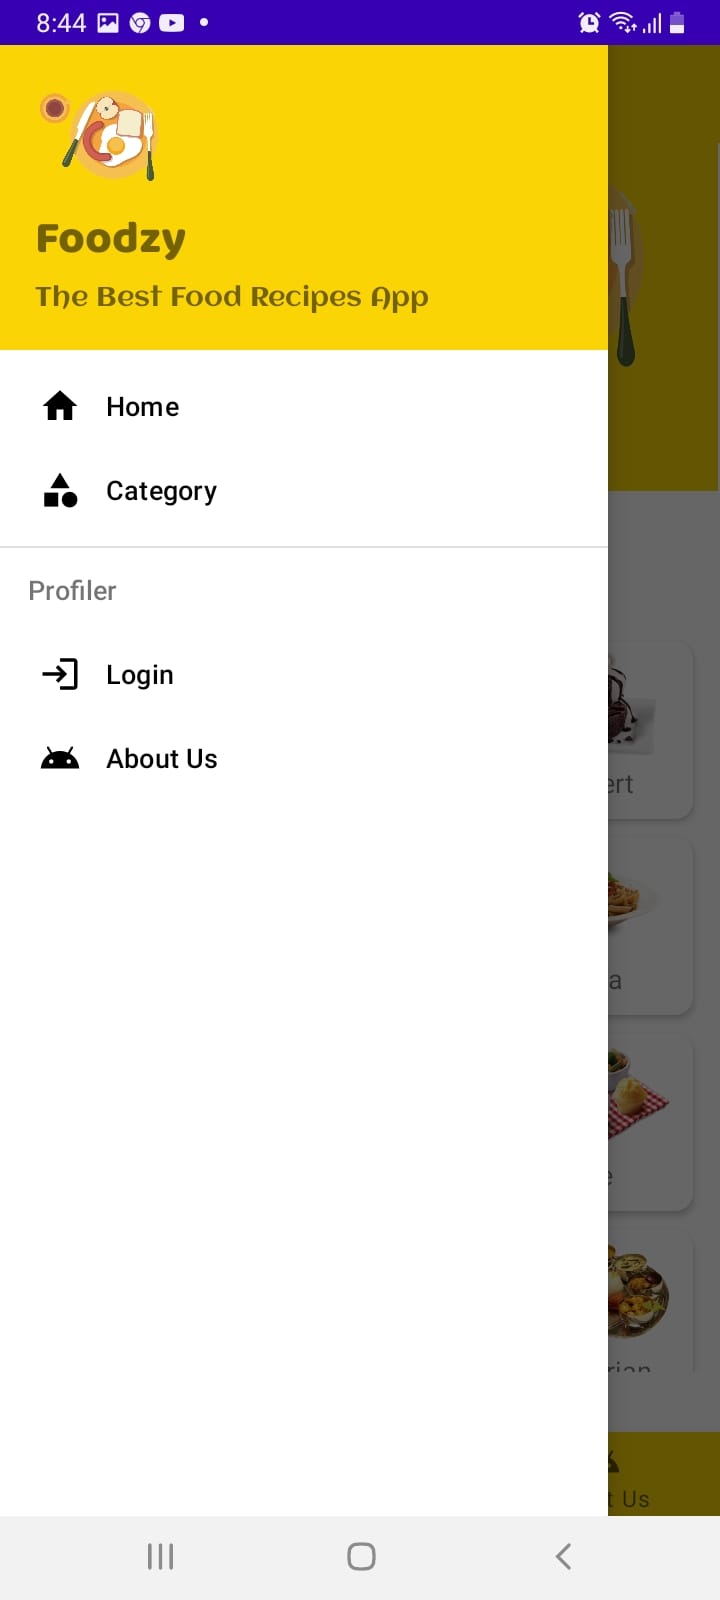 8:44
Foodzy
The Best Food Recipes App
Home
Category
Profiler
Login
About Us
ert
a
e
rian
t Us